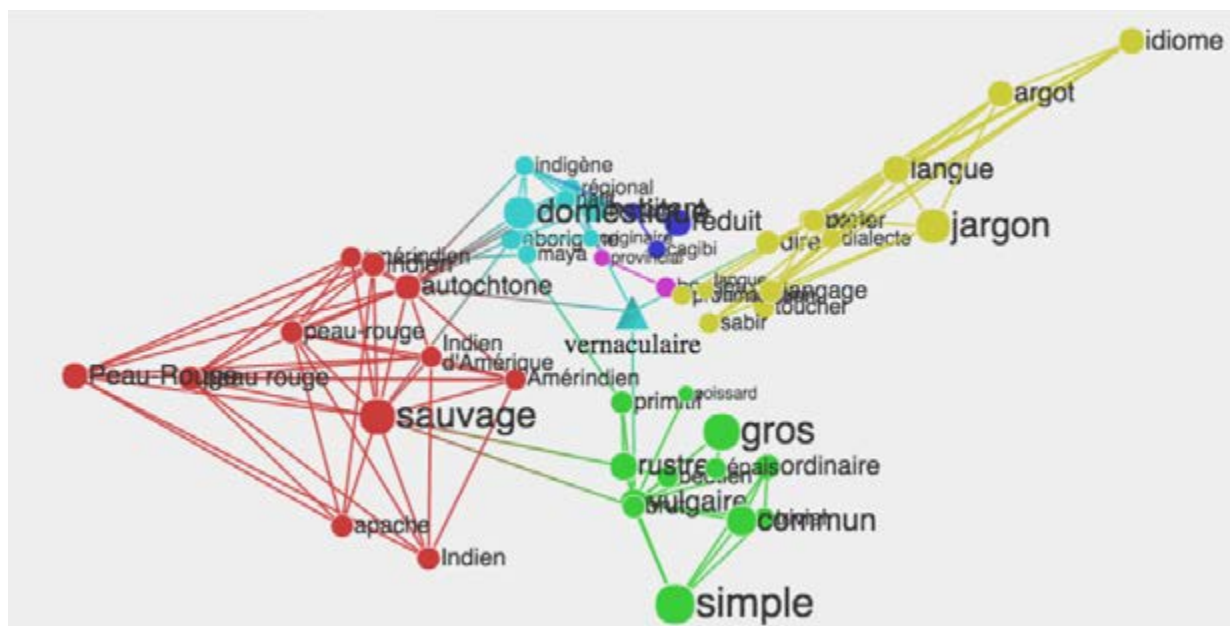 idiome
argot
indigène
langue
régional
domestique
réduit
jargon
dire
dialecte
originaire
cagibi
maya
provincial
amérindien
Indien
autochtone
langage
toucher
sabir
peau-rouge
vernaculaire
Indien
d'Amérique
Peau-Rouge
peau rouge
Amérindien
primitif
poissard
sauvage
gros
rustre
épais
ordinaire
béotien
vulgaire
commun
apache
Indien
simple